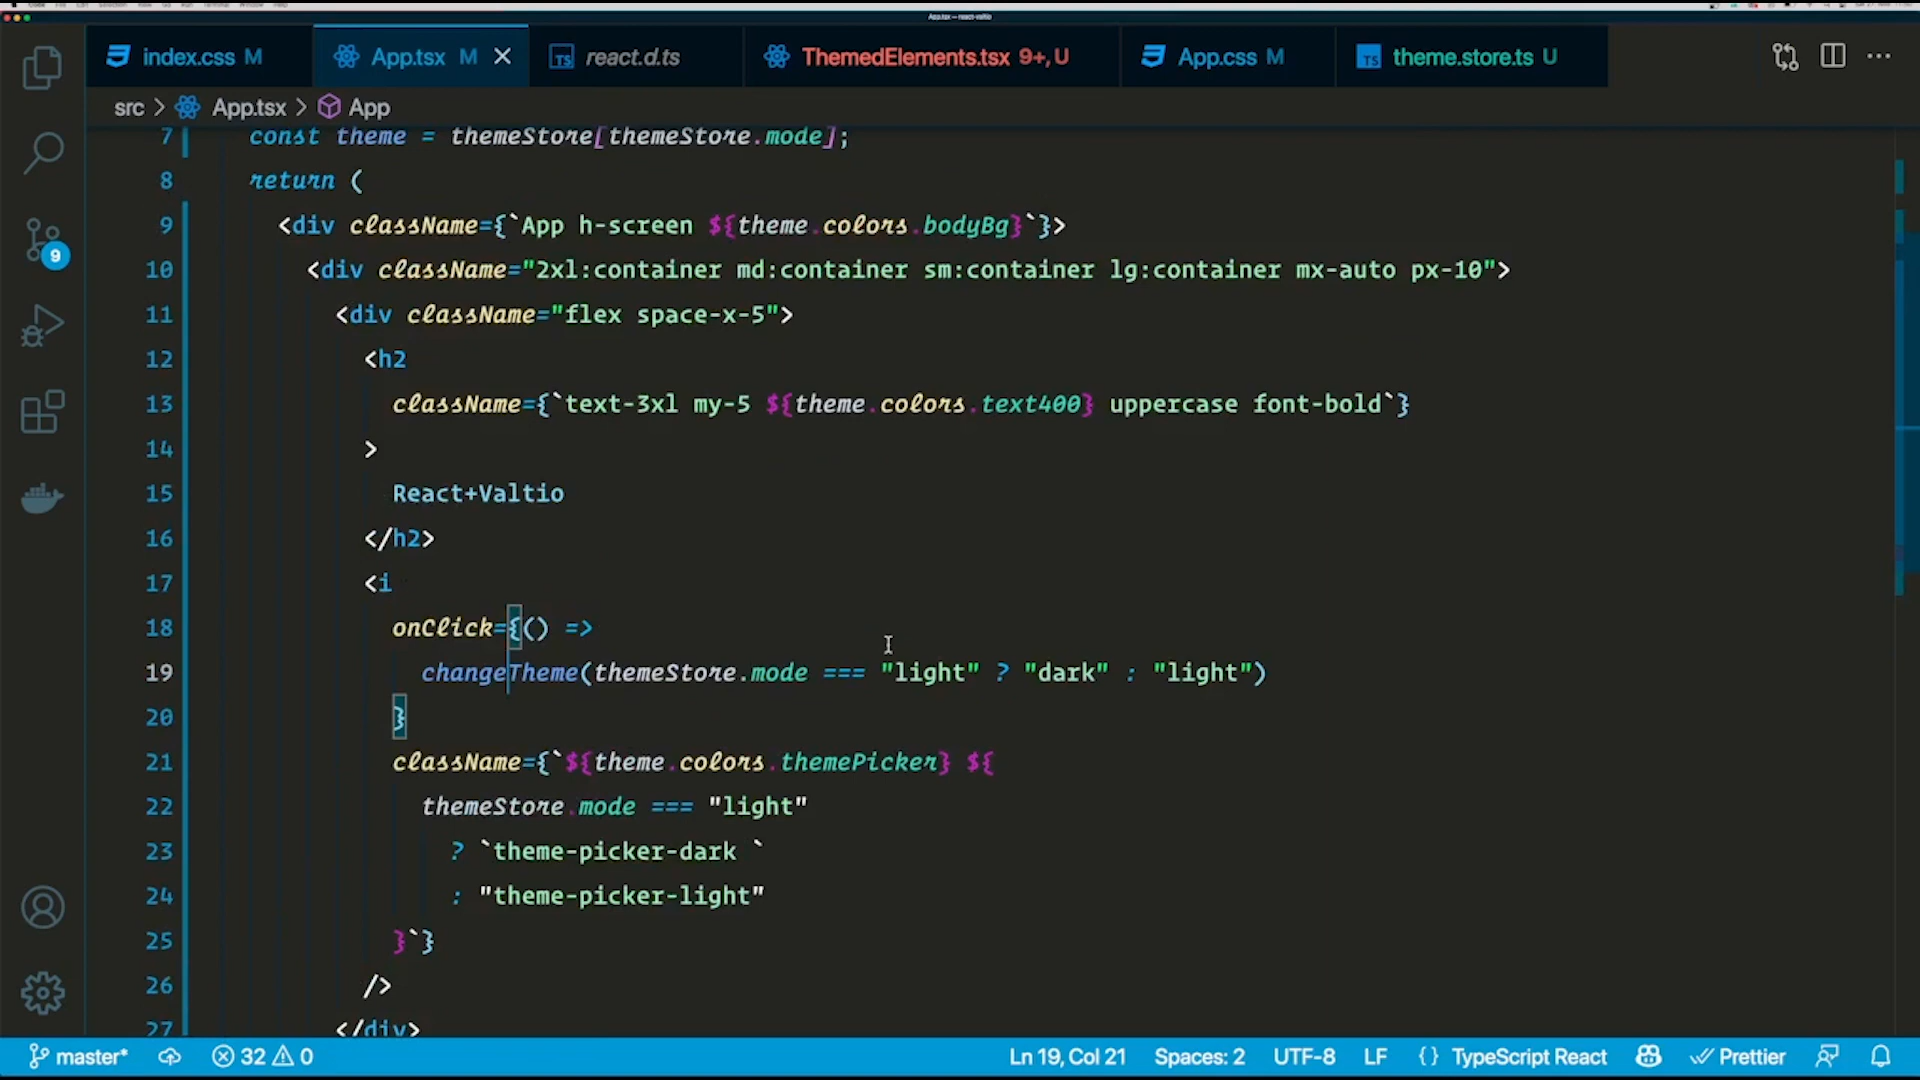 App.tsx — react-valtio
index.css M App.tsx M react.d.ts ThemedElements.tsx 9+, U App.css M theme.store.ts U
src > App.tsx > App
7 const theme = themeStore[themeStore.mode];
8 return (
9 <div className={`App h-screen ${theme.colors.bodyBg}`}>
10 <div className="2xl:container md:container sm:container lg:container mx-auto px-10">
11 <div className="flex space-x-5">
12 <h2
13 className={`text-3xl my-5 ${theme.colors.text400} uppercase font-bold`}
14 >
15 React+Valtio
16 </h2>
17 <i
18 onClick={() =>
19 changeTheme(themeStore.mode === "light" ? "dark" : "light")
20 }
21 className={`${theme.colors.themePicker} ${
22 themeStore.mode === "light"
23 ? `theme-picker-dark `
24 : "theme-picker-light"
25 }`}
26 />
27 </div>
9
master* 32 0 Ln 19, Col 21 Spaces: 2 UTF-8 LF {} TypeScript React Prettier